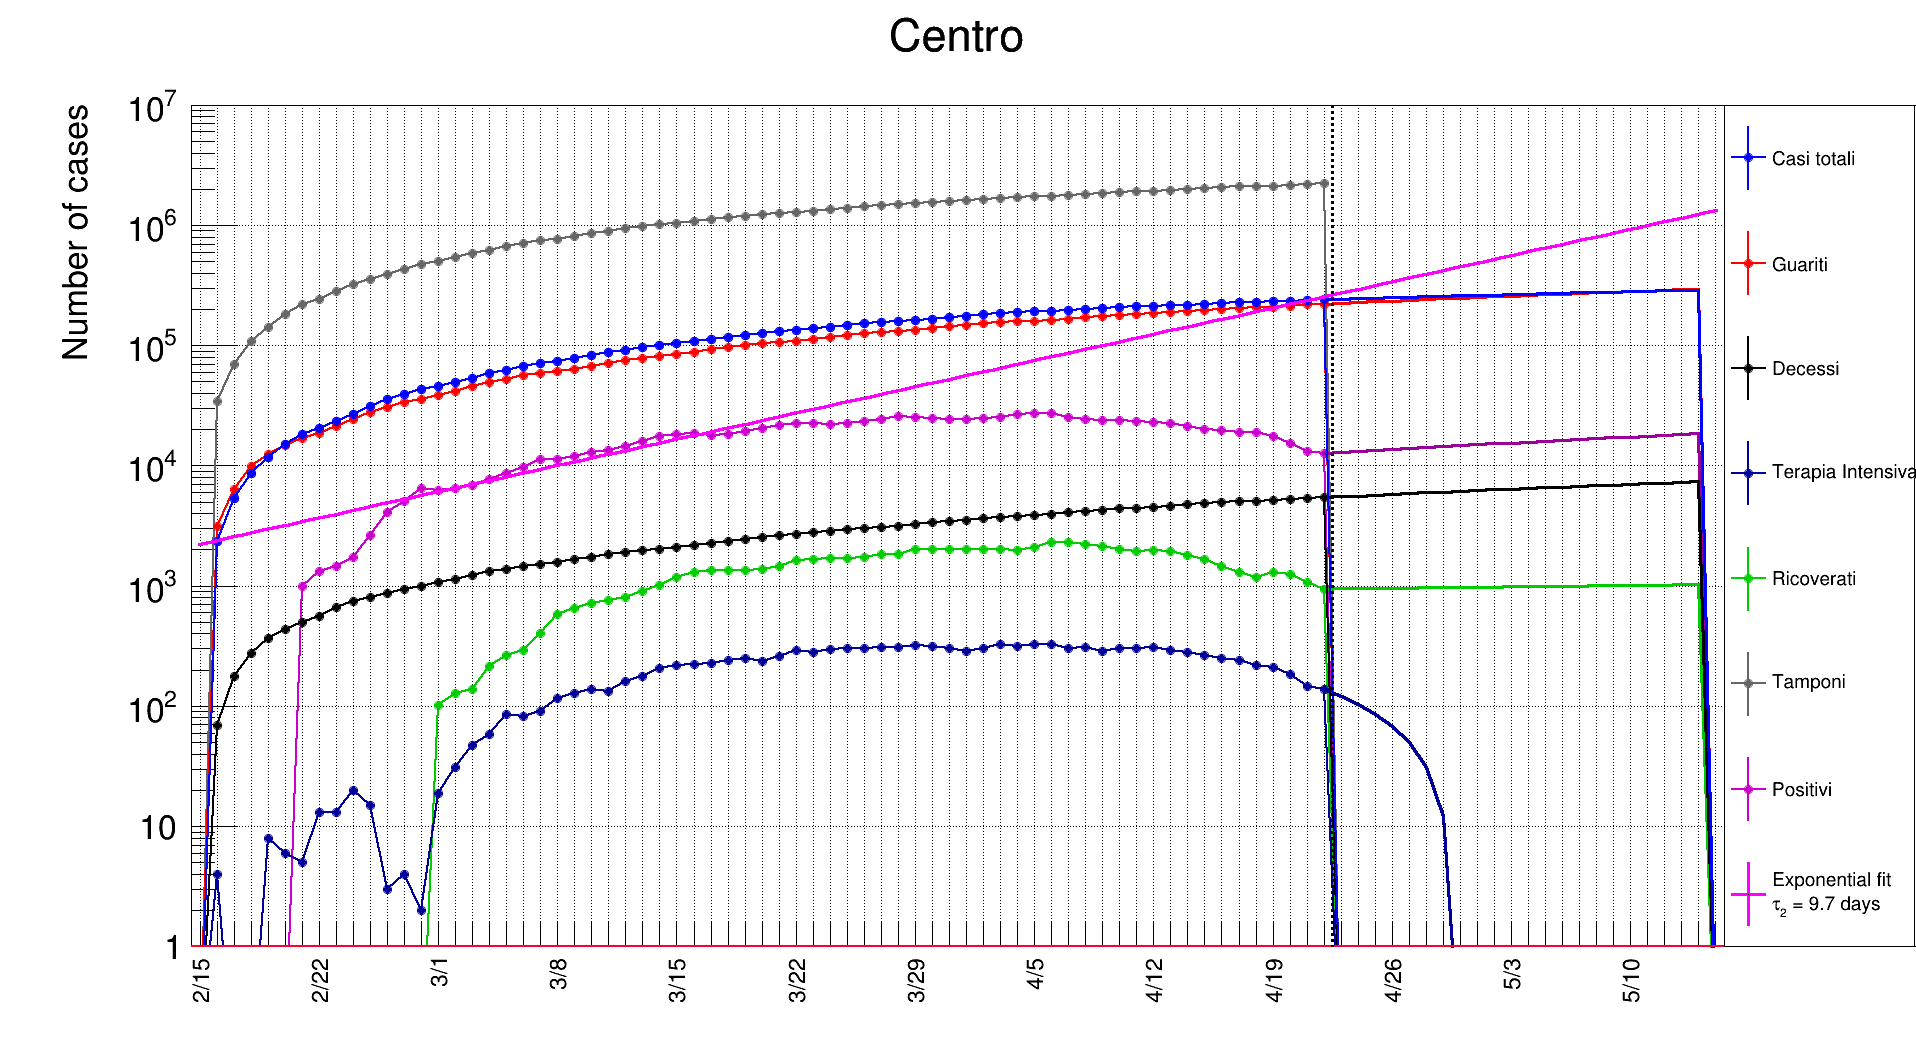 Centro
Number of cases
10^7
10^6
10^5
10^4
10^3
10^2
10
1
2/15 2/22 3/1 3/8 3/15 3/22 3/29 4/5 4/12 4/19 4/26 5/3 5/10
Casi totali
Guariti
Decessi
Terapia Intensiva
Ricoverati
Tamponi
Positivi
Exponential fit
τ₂ = 9.7 days